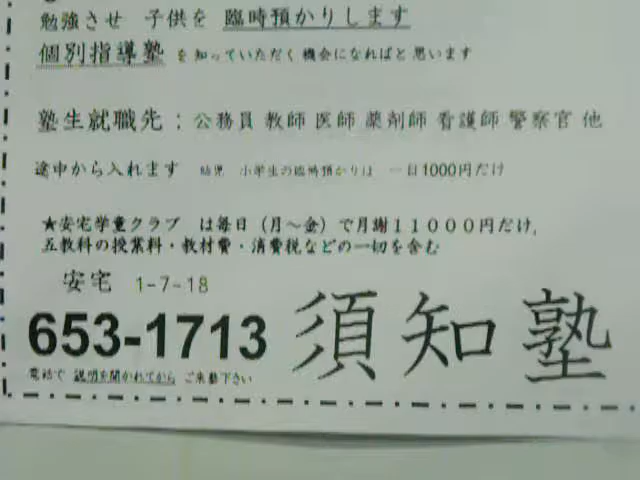 勉強させ 子供を 臨時預かりします
個別指導塾 を知っていただく機会になればと思います
塾生就職先：公務員 教師 医師 薬剤師 看護師 警察官 他
途中から入れます 幼児 小学生の臨時預かりは 一日1000円だけ
★安宅学童クラブ は毎日（月～金）で月謝１１０００円だけ,
五教科の授業料・教材費・消費税などの一切を含む
安宅 1-7-18
653-1713 須知塾
電話で 説明を聞かれてから ご来塾下さい